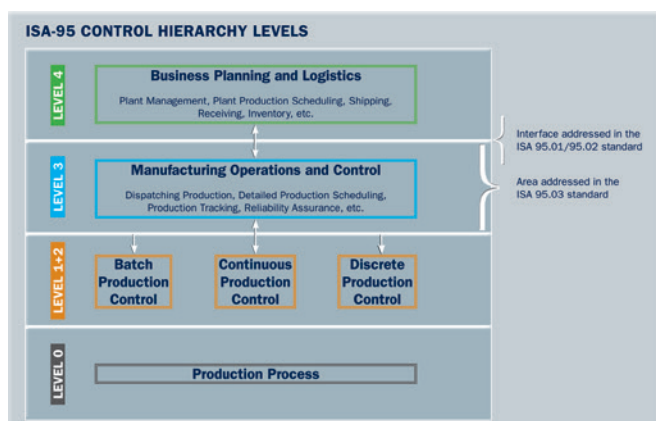 ISA-95 CONTROL HIERARCHY LEVELS
LEVEL 4
Business Planning and Logistics
Plant Management, Plant Production Scheduling, Shipping,
Receiving, Inventory, etc.
Interface addressed in the
ISA 95.01/95.02 standard
LEVEL 3
Manufacturing Operations and Control
Dispatching Production, Detailed Production Scheduling,
Production Tracking, Reliability Assurance, etc.
Area addressed in the
ISA 95.03 standard
LEVEL 1+2
Batch
Production
Control
Continuous
Production
Control
Discrete
Production
Control
LEVEL 0
Production Process